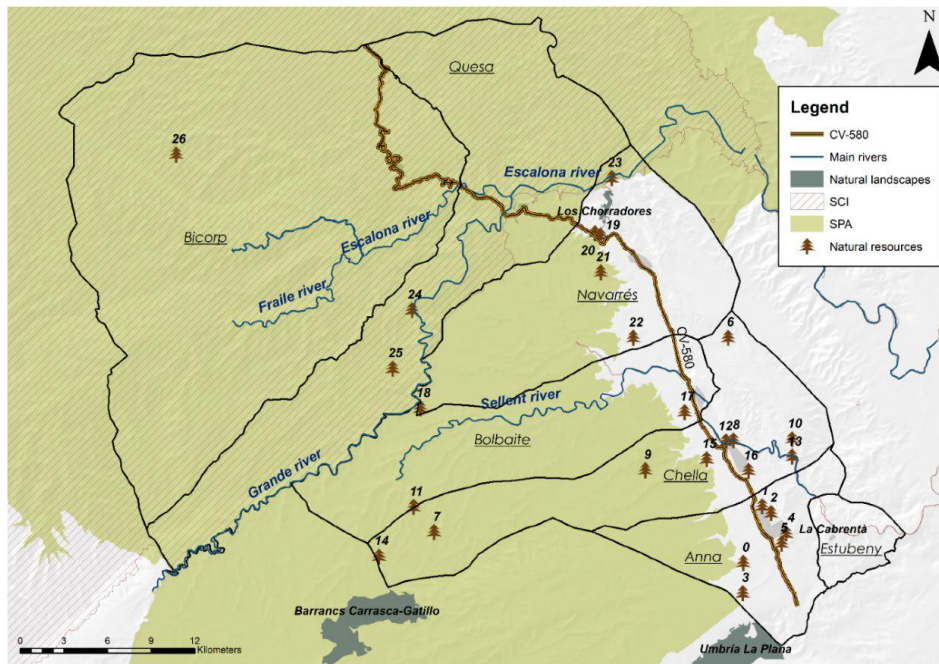 N
Quesa
Legend
CV-580
Main rivers
Natural landscapes
SCI
SPA
Natural resources
26
23
Escalona river
Los Chorradores
19
Bicorp
Escalona river
20
21
Fraile river
Navarrés
24
22
CV-580
6
25
18
Sellent river
17
Bolbaite
128
10
13
15
9
16
Grande river
Chella
11
1
2
7
4
La Cabrenta
5
14
Anna
0
Estubeny
3
Barrancs Carrasca-Gatillo
Umbría La Plana
0 3 6 9 12
Kilometers